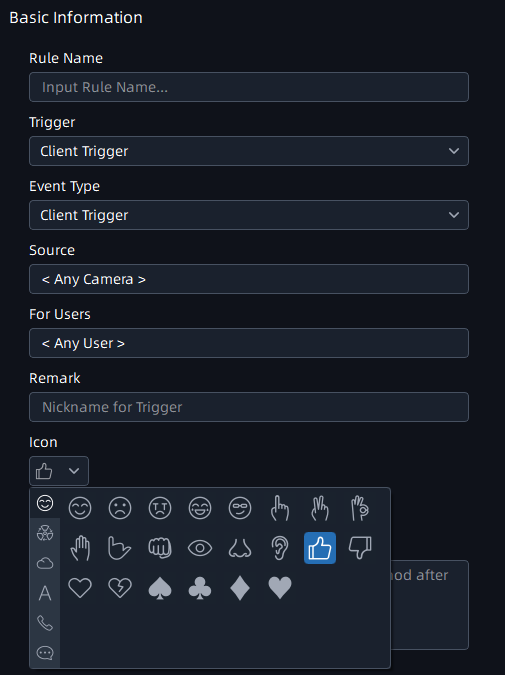 Basic Information
Rule Name
Input Rule Name...
Trigger
Client Trigger
Event Type
Client Trigger
Source
< Any Camera >
For Users
< Any User >
Remark
Nickname for Trigger
Icon
A
after